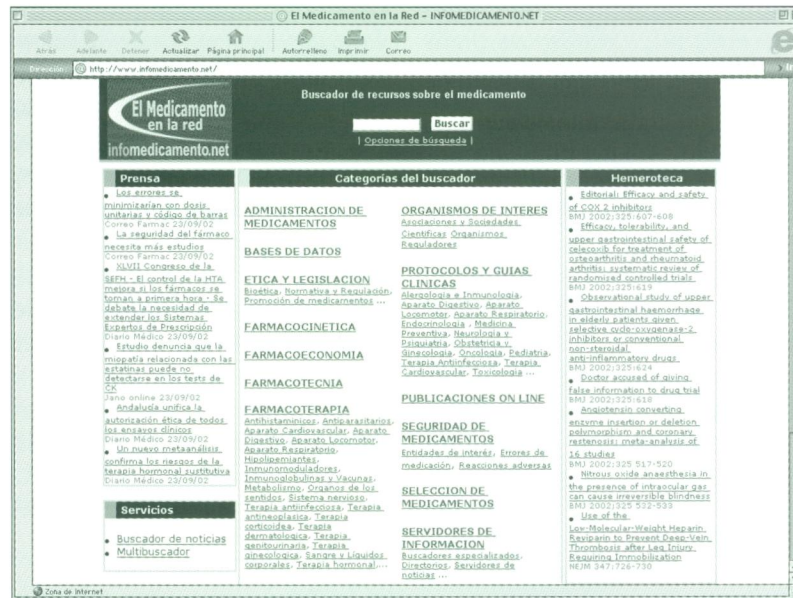 El Medicamento en la Red - INFOMEDICAMENTO.NET
Atrás Adelante Detener Actualizar Página principal Autorrelleno Imprimir Correo
Dirección: http://www.infomedicamento.net/
El Medicamento
en la red
infomedicamento.net
Buscador de recursos sobre el medicamento
Buscar
| Opciones de búsqueda |
Prensa
Los errores se
minimizarían con dosis
unitarias y código de barras
Correo Farmac 23/09/02
La seguridad del fármaco
necesita más estudios
Correo Farmac 23/09/02
XLVII Congreso de la
SEFH - El control de la HTA
mejora si los fármacos se
toman a primera hora - Se
debate la necesidad de
extender los Sistemas
Expertos de Prescripción
Diario Médico 23/09/02
Estudio denuncia que la
miopatía relacionada con las
estatinas puede no
detectarse en los tests de
CK
Jano online 23/09/02
Andalucía unifica la
autorización ética de todos
los ensayos clínicos
Diario Médico 23/09/02
Un nuevo metaanálisis
confirma los riesgos de la
terapia hormonal sustitutiva
Diario Médico 23/09/02
Servicios
Buscador de noticias
Multibuscador
Categorías del buscador
ADMINISTRACION DE
MEDICAMENTOS
BASES DE DATOS
ETICA Y LEGISLACION
Bioética, Normativa y Regulación,
Promoción de medicamentos ...
FARMACOCINETICA
FARMACOECONOMIA
FARMACOTECNIA
FARMACOTERAPIA
Antihistamínicos, Antiparasitarios,
Aparato Cardiovascular, Aparato
Digestivo, Aparato Locomotor,
Aparato Respiratorio,
Hipolipemiantes,
Inmunomoduladores,
Inmunoglobulinas y Vacunas,
Metabolismo, Organos de los
sentidos, Sistema nervioso,
Terapia antiinfecciosa, Terapia
antineoplasica, Terapia
corticoidea, Terapia
dermatologica, Terapia
genitourinaria, Terapia
ginecologica, Sangre y Liquidos
corporales, Terapia hormonal,...
ORGANISMOS DE INTERES
Asociaciones y Sociedades
Cientificas Organismos
Reguladores
PROTOCOLOS Y GUIAS
CLINICAS
Alergologia e Inmunologia,
Aparato Digestivo, Aparato
Locomotor, Aparato Respiratorio,
Endocrinologia , Medicina
Preventiva, Neurologia y
Psiquiatria, Obstetricia y
Ginecologia, Oncologia, Pediatria,
Terapia Antiinfecciosa, Terapia
Cardiovascular, Toxicologia ...
PUBLICACIONES ON LINE
SEGURIDAD DE
MEDICAMENTOS
Entidades de interés, Errores de
medicación, Reacciones adversas
SELECCION DE
MEDICAMENTOS
SERVIDORES DE
INFORMACION
Buscadores especializados,
Directorios, Servidores de
noticias ...
Hemeroteca
Editorial: Efficacy and safety
of COX 2 inhibitors
BMJ 2002;325:607-608
Efficacy, tolerability, and
upper gastrointestinal safety of
celecoxib for treatment of
osteoarthritis and rheumatoid
arthritis: systematic review of
randomised controlled trials
BMJ 2002;325:619
Observational study of upper
gastrointestinal haemorrhage
in elderly patients given
selective cyclo-oxygenase-2
inhibitors or conventional
non-steroidal
anti-inflammatory drugs
BMJ 2002;325:624
Doctor accused of giving
false information to drug trial
BMJ 2002;325:618
Angiotensin converting
enzyme insertion or deletion
polymorphism and coronary
restenosis: meta-analysis of
16 studies
BMJ 2002;325 517-520
Nitrous oxide anaesthesia in
the presence of intraocular gas
can cause irreversible blindness
BMJ 2002;325 532-533
Use of the
Low-Molecular-Weight Heparin
Reviparin to Prevent Deep-Vein
Thrombosis after Leg Injury
Requiring Immobilization
NEJM 347:726-730
Zona de Internet